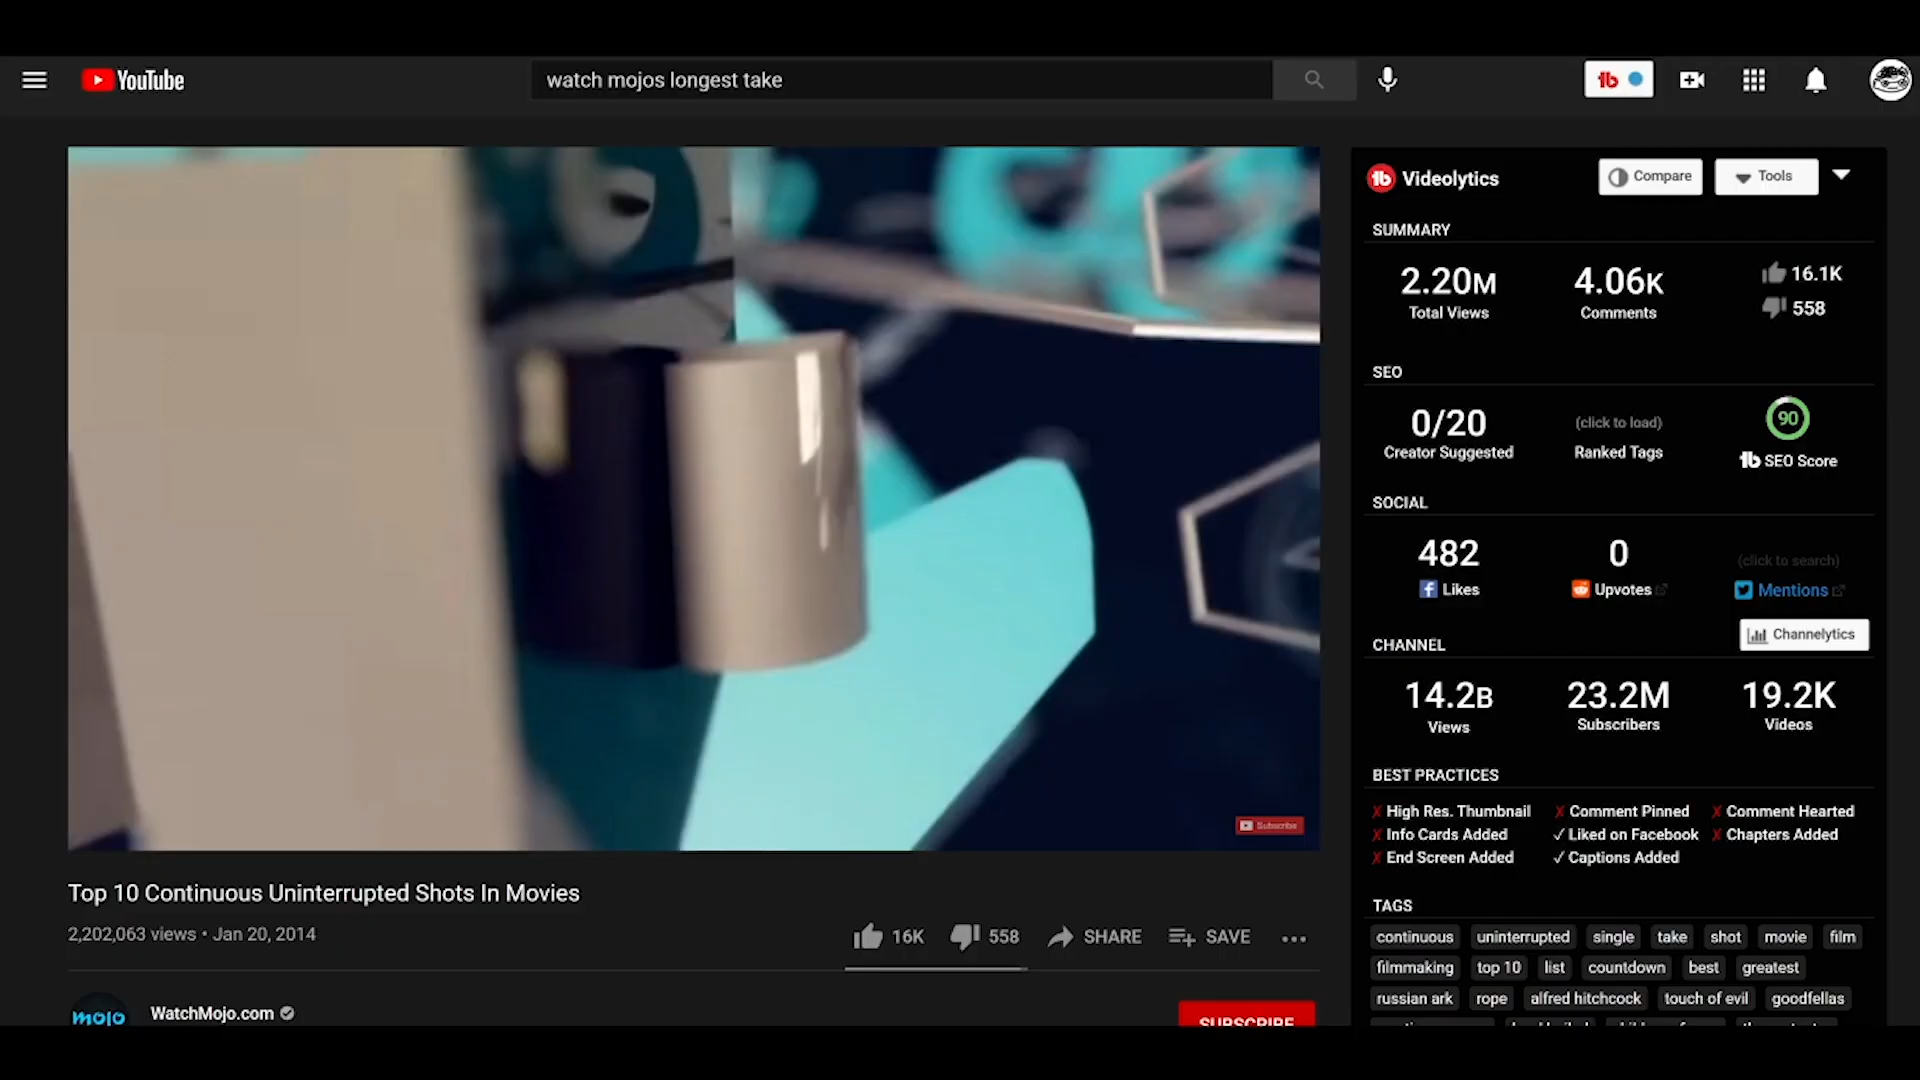 YouTube
watch mojos longest take
Videolytics
Compare
Tools
SUMMARY
2.20M
Total Views
4.06K
Comments
16.1K
558
SEO
0/20
Creator Suggested
(click to load)
Ranked Tags
90
SEO Score
SOCIAL
482
Likes
0
Upvotes
(click to search)
Mentions
Channelytics
CHANNEL
14.2B
Views
23.2M
Subscribers
19.2K
Videos
BEST PRACTICES
✗ High Res. Thumbnail ✗ Comment Pinned ✗ Comment Hearted
✗ Info Cards Added ✓ Liked on Facebook ✗ Chapters Added
✗ End Screen Added ✓ Captions Added
TAGS
continuous uninterrupted single take shot movie film
filmmaking top 10 list countdown best greatest
russian ark rope alfred hitchcock touch of evil goodfellas
Subscribe
Top 10 Continuous Uninterrupted Shots In Movies
2,202,063 views • Jan 20, 2014
16K 558 SHARE SAVE
mojo
WatchMojo.com
SUBSCRIBE